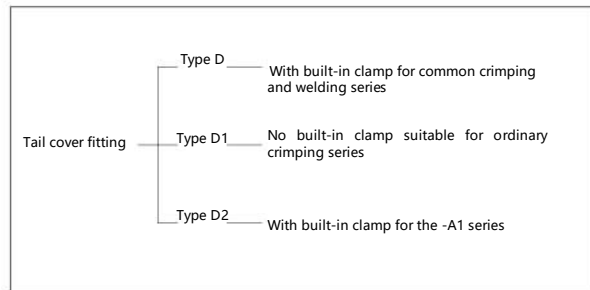 Type D
With built-in clamp for common crimping
and welding series
Tail cover fitting
Type D1
No built-in clamp suitable for ordinary
crimping series
Type D2
With built-in clamp for the -A1 series